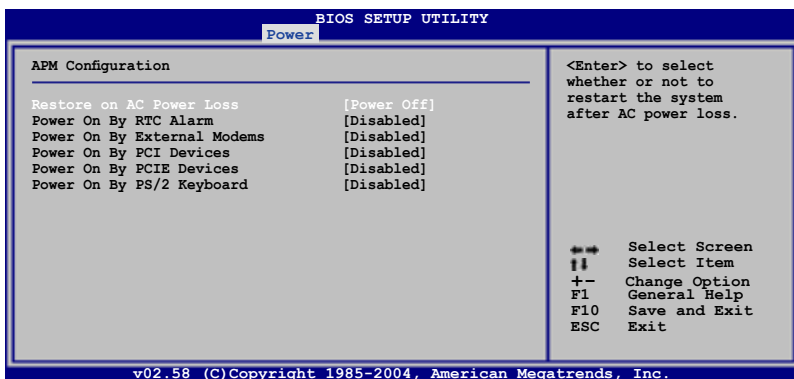 BIOS SETUP UTILITY
Power
APM Configuration
Restore on AC Power Loss [Power Off]
Power On By RTC Alarm [Disabled]
Power On By External Modems [Disabled]
Power On By PCI Devices [Disabled]
Power On By PCIE Devices [Disabled]
Power On By PS/2 Keyboard [Disabled]
<Enter> to select
whether or not to
restart the system
after AC power loss.
←→ Select Screen
↑↓ Select Item
+- Change Option
F1 General Help
F10 Save and Exit
ESC Exit
v02.58 (C)Copyright 1985-2004, American Megatrends, Inc.